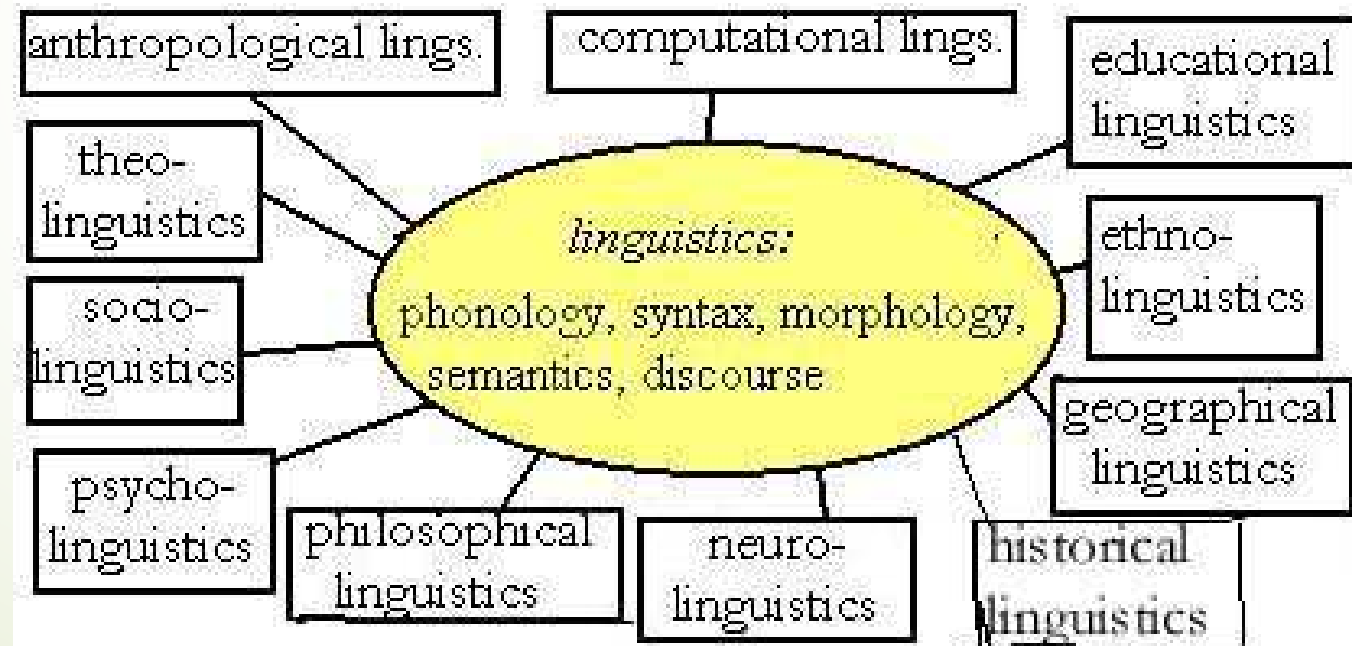 anthropological lings.
computational lings.
educational
linguistics
theo-
linguistics
linguistics:
phonology, syntax, morphology,
semantics, discourse
ethno-
linguistics
socio-
linguistics
geographical
linguistics
psycho-
linguistics
philosophical
linguistics
neuro-
linguistics
historical
linguistics